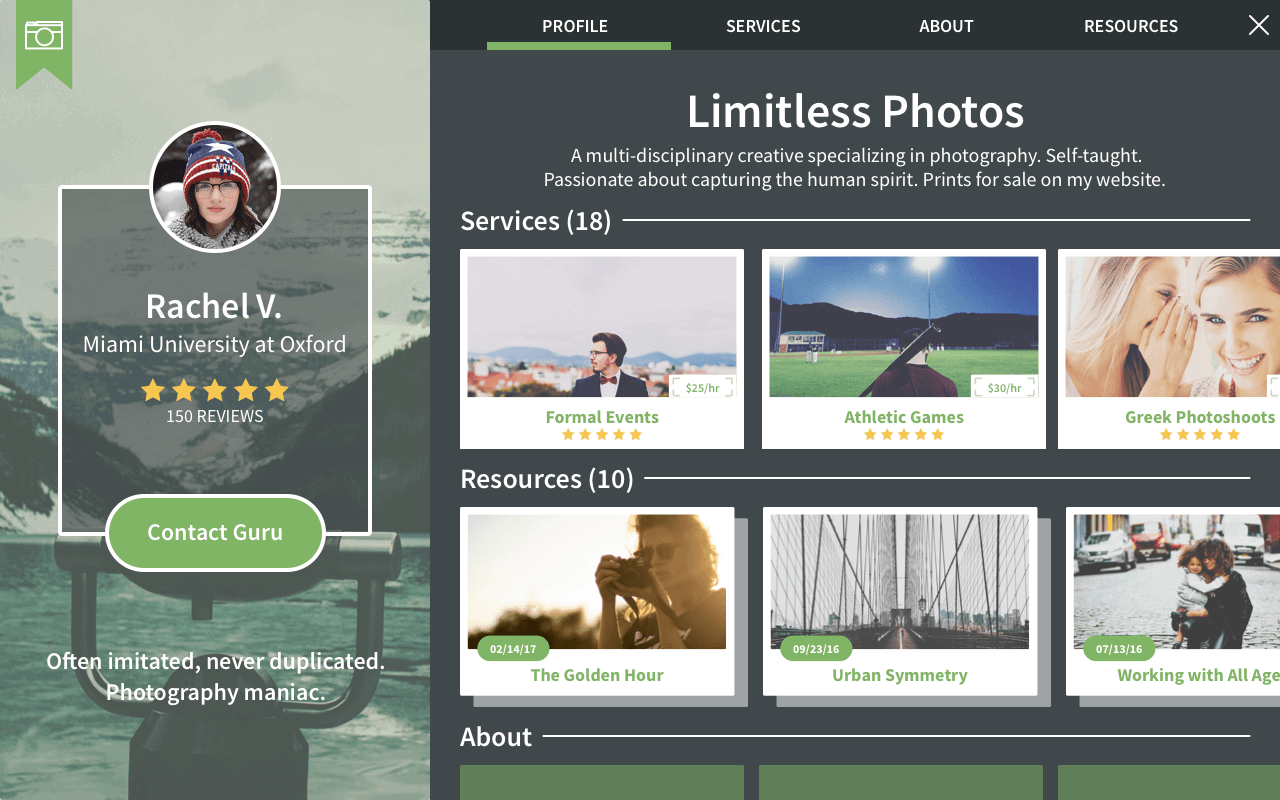 PROFILE SERVICES ABOUT RESOURCES
CAPITALS
Rachel V.
Miami University at Oxford
150 REVIEWS
Contact Guru
Often imitated, never duplicated.
Photography maniac.
Limitless Photos
A multi-disciplinary creative specializing in photography. Self-taught.
Passionate about capturing the human spirit. Prints for sale on my website.
Services (18)
$25/hr
Formal Events
$30/hr
Athletic Games
Greek Photoshoots
Resources (10)
02/14/17
The Golden Hour
09/23/16
Urban Symmetry
07/13/16
Working with All Age
About